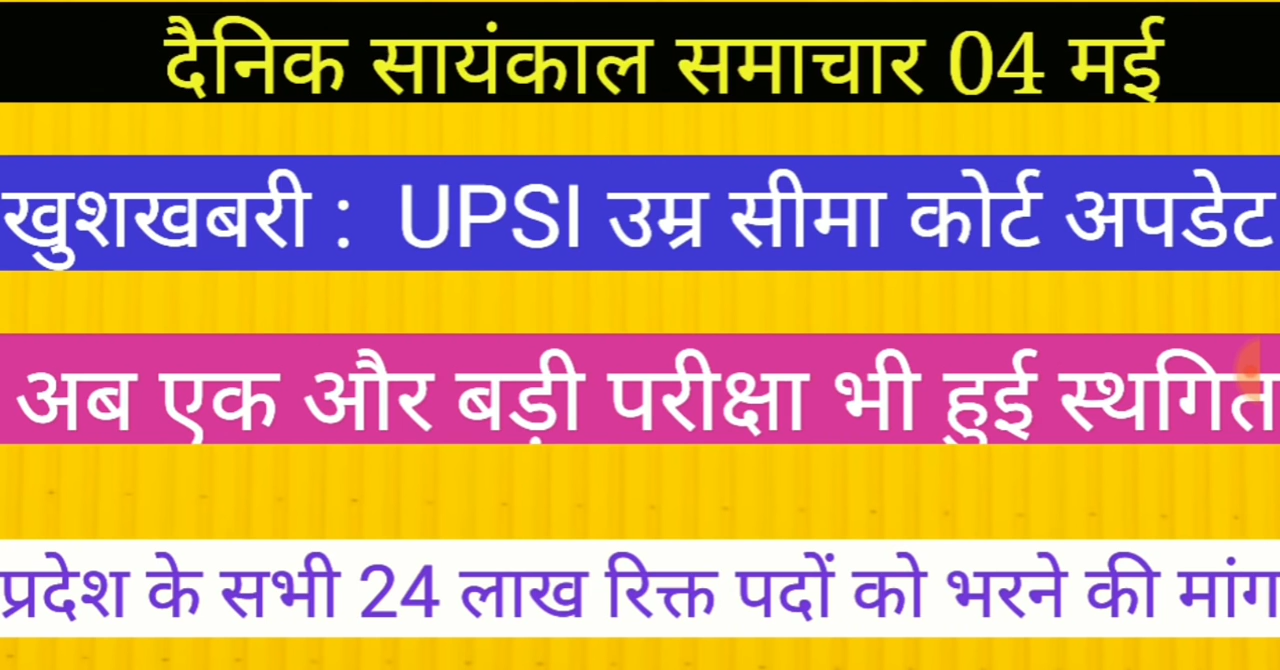 दैनिक सायंकाल समाचार 04 मई
खुशखबरी : UPSI उम्र सीमा कोर्ट अपडेट
अब एक और बड़ी परीक्षा भी हुई स्थगित
प्रदेश के सभी 24 लाख रिक्त पदों को भरने की मांग